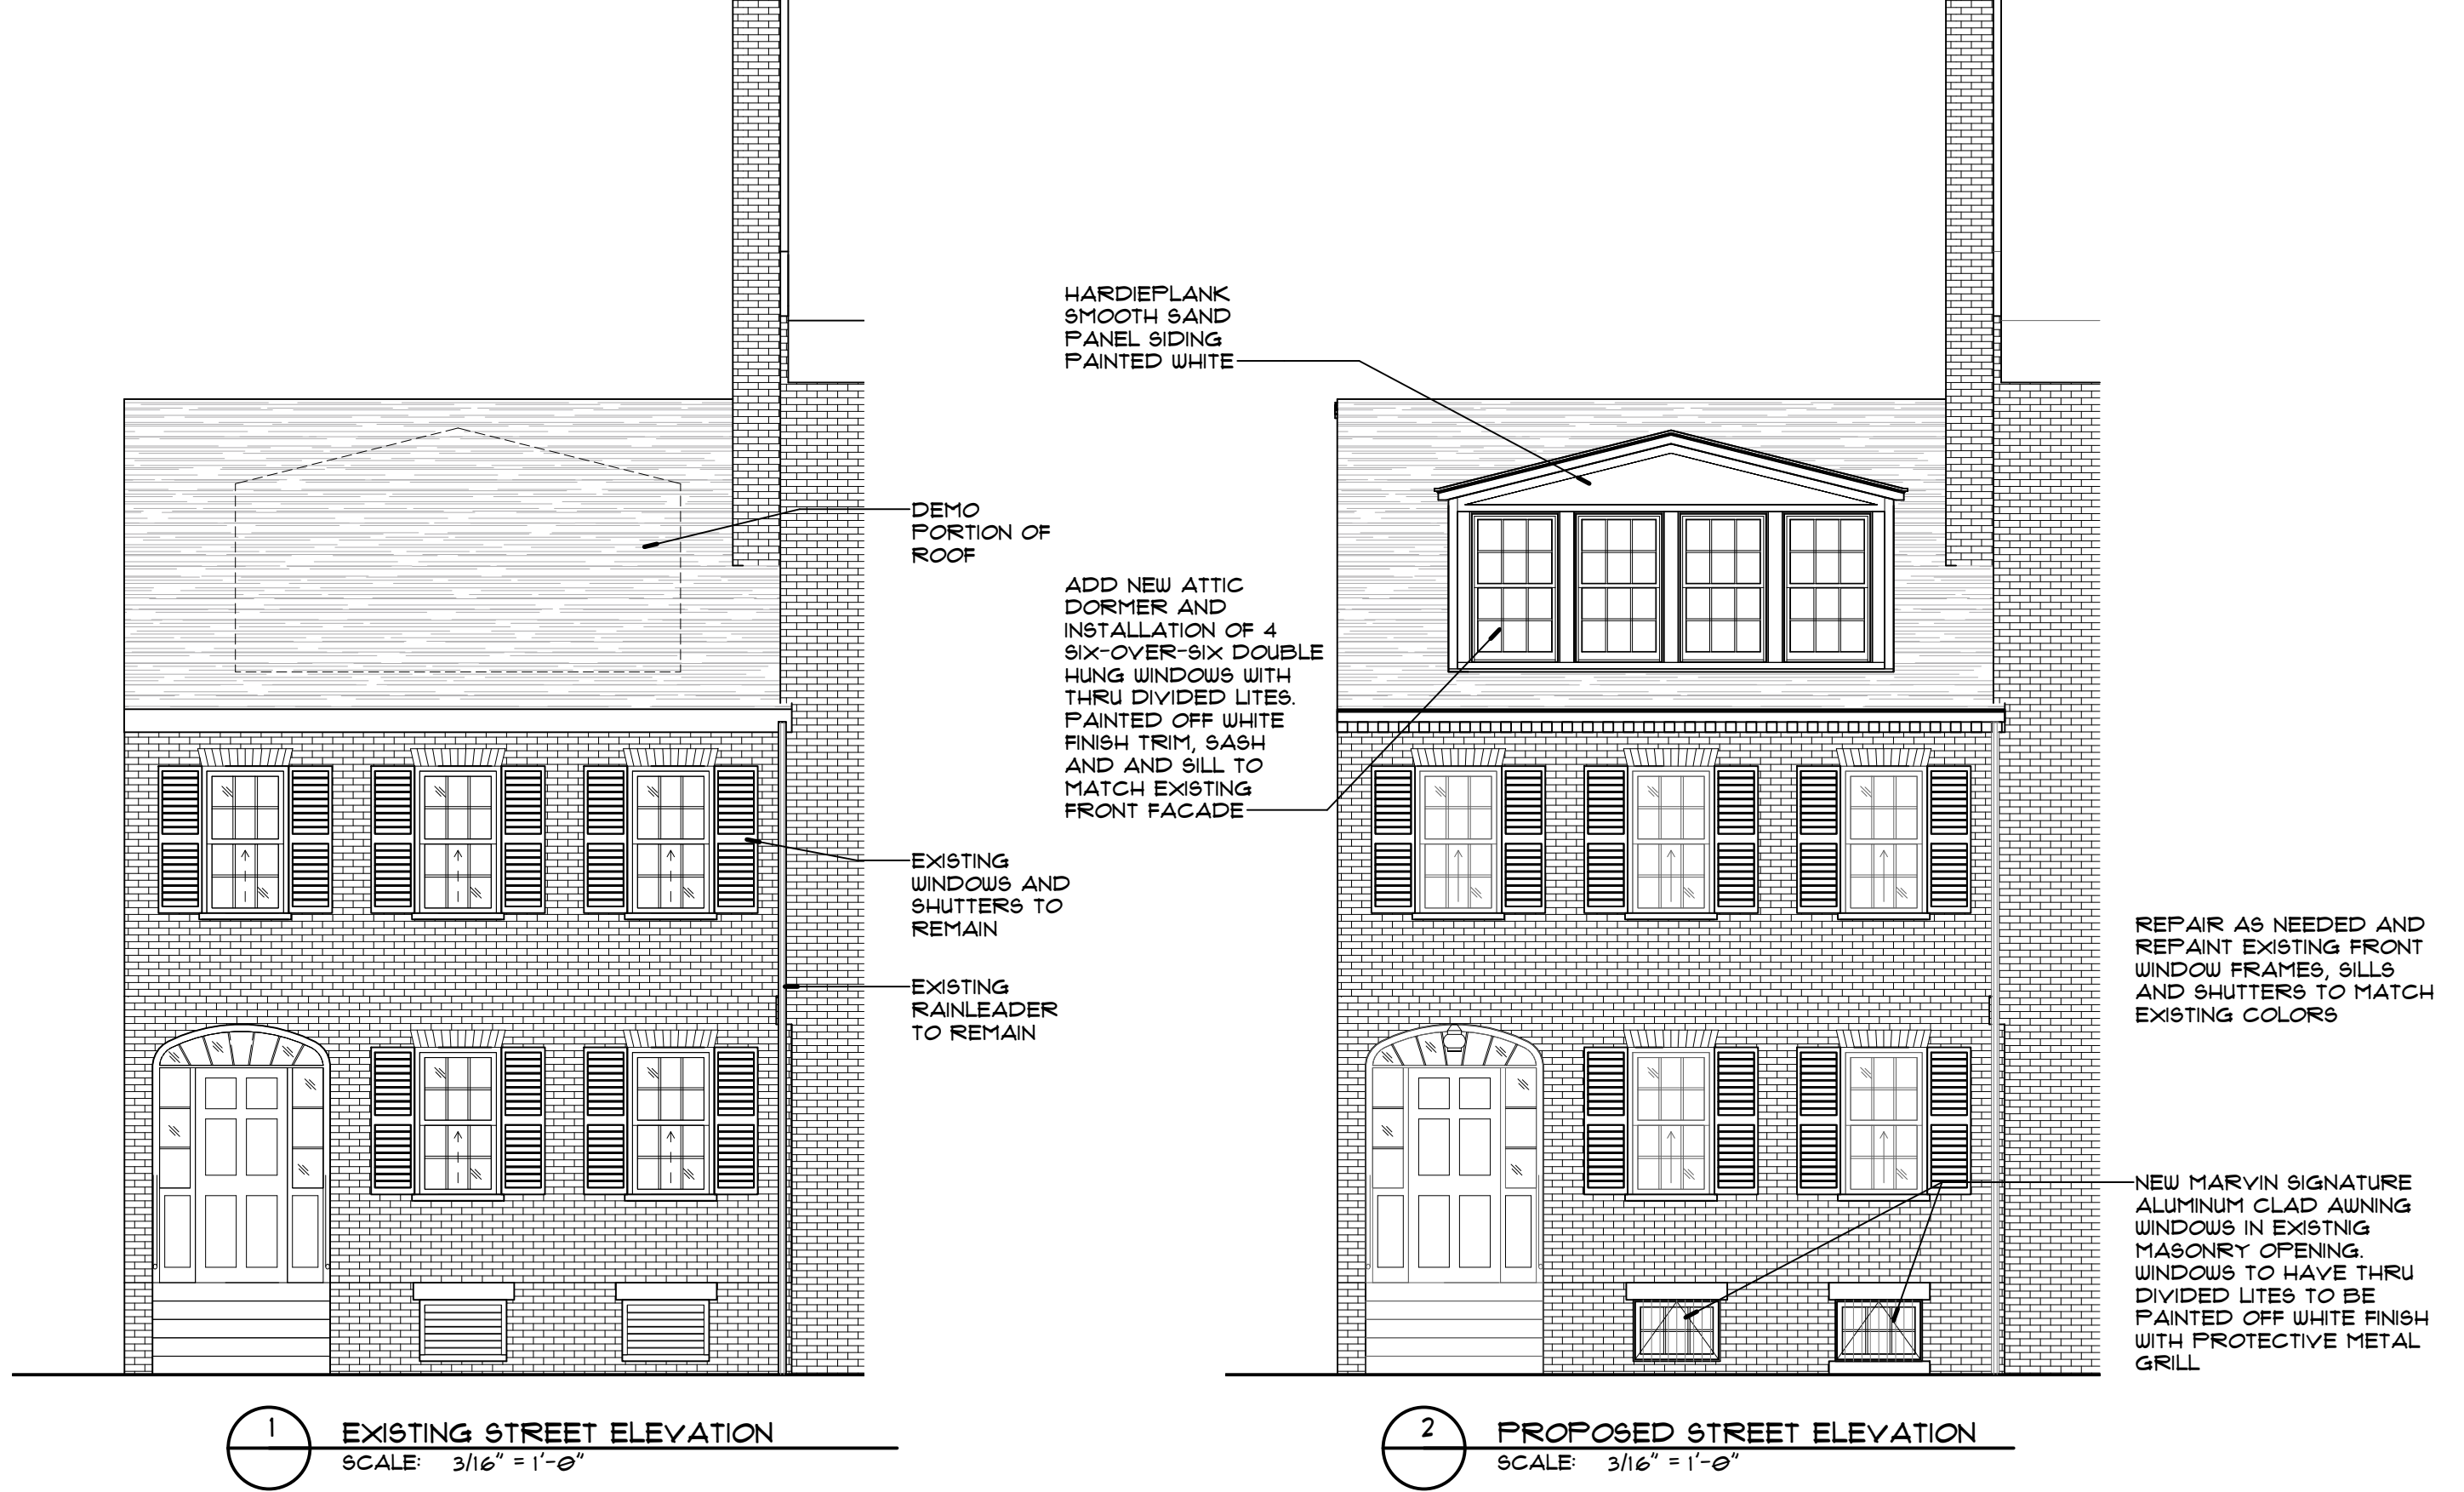 HARDIEPLANK
SMOOTH SAND
PANEL SIDING
PAINTED WHITE
DEMO
PORTION OF
ROOF
ADD NEW ATTIC
DORMER AND
INSTALLATION OF 4
SIX-OVER-SIX DOUBLE
HUNG WINDOWS WITH
THRU DIVIDED LITES.
PAINTED OFF WHITE
FINISH TRIM, SASH
AND AND SILL TO
MATCH EXISTING
FRONT FACADE
EXISTING
WINDOWS AND
SHUTTERS TO
REMAIN
EXISTING
RAINLEADER
TO REMAIN
REPAIR AS NEEDED AND
REPAINT EXISTING FRONT
WINDOW FRAMES, SILLS
AND SHUTTERS TO MATCH
EXISTING COLORS
NEW MARVIN SIGNATURE
ALUMINUM CLAD AWNING
WINDOWS IN EXISTNIG
MASONRY OPENING.
WINDOWS TO HAVE THRU
DIVIDED LITES TO BE
PAINTED OFF WHITE FINISH
WITH PROTECTIVE METAL
GRILL
1
EXISTING STREET ELEVATION
SCALE: 3/16" = 1'-0"
2
PROPOSED STREET ELEVATION
SCALE: 3/16" = 1'-0"